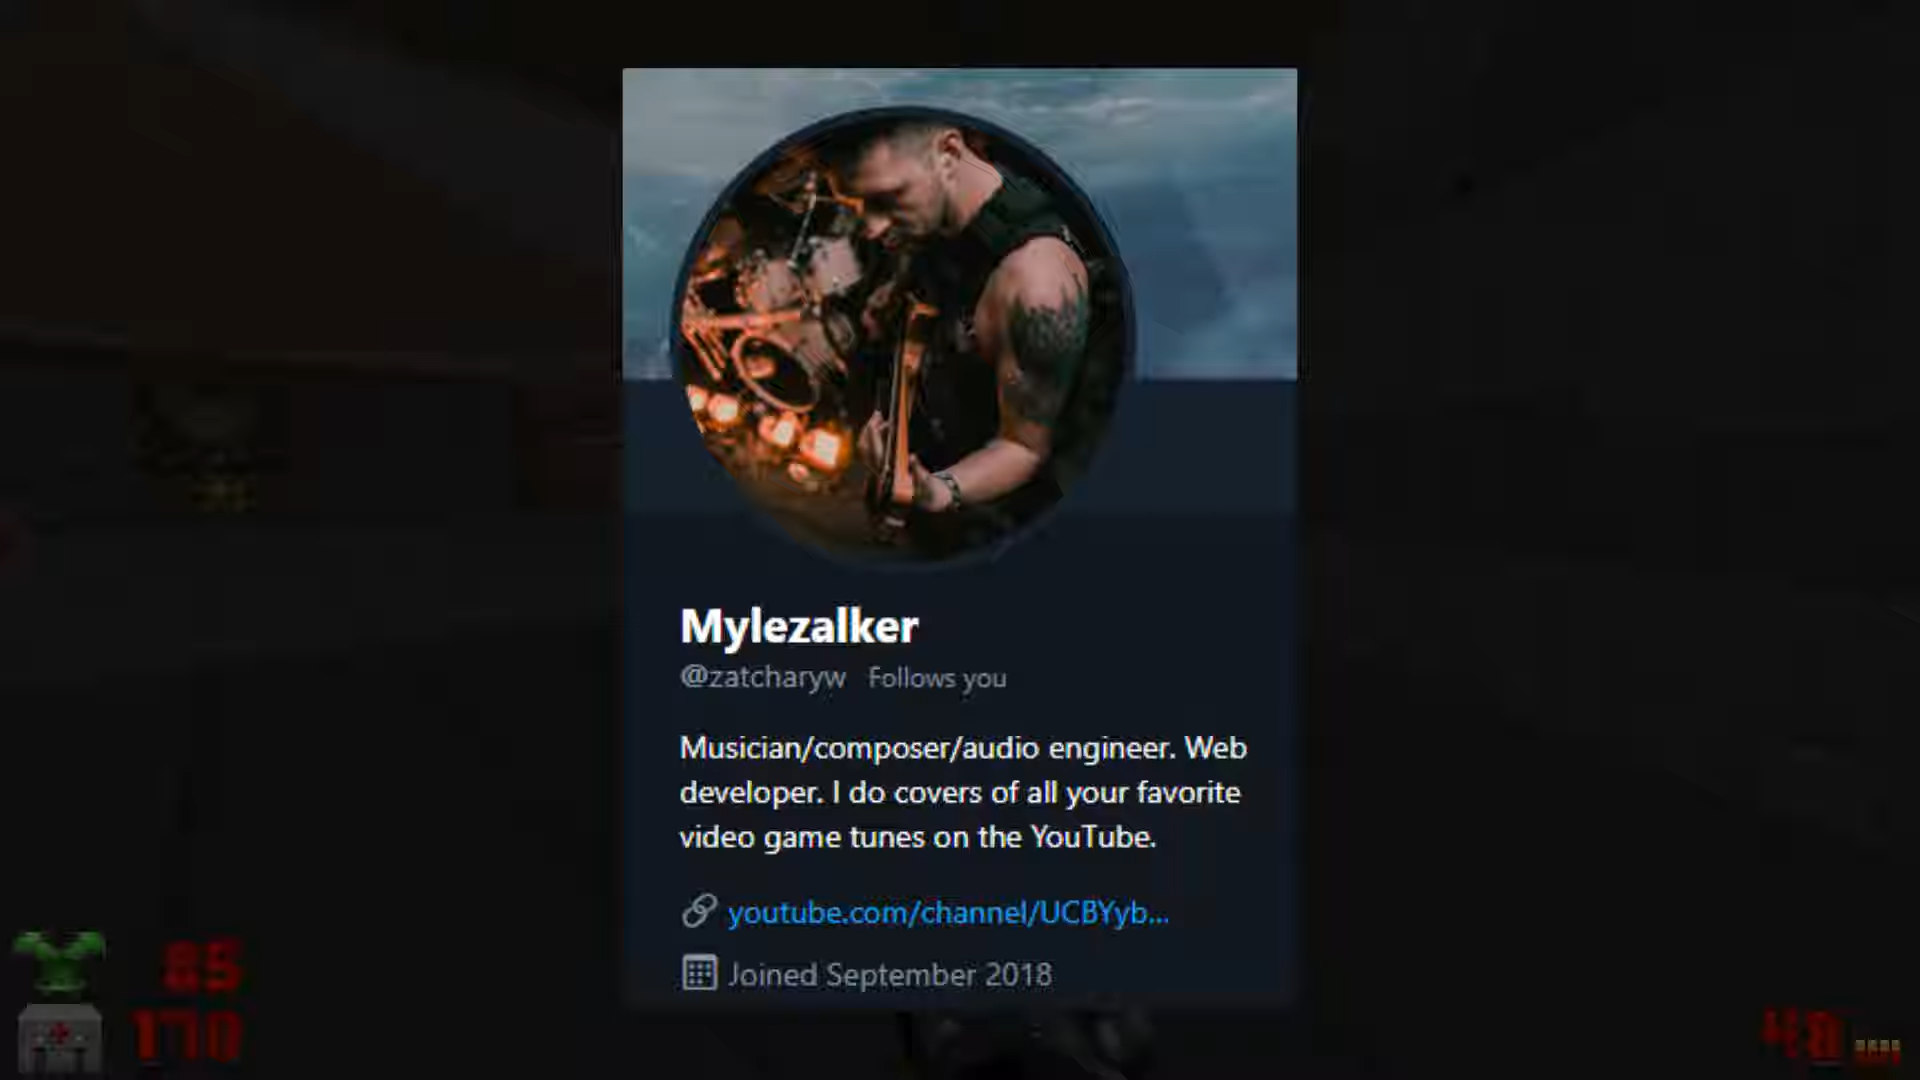 Mylezalker
@zatcharyw Follows you
Musician/composer/audio engineer. Web
developer. I do covers of all your favorite
video game tunes on the YouTube.
youtube.com/channel/UCBYyb...
Joined September 2018
85
170
48